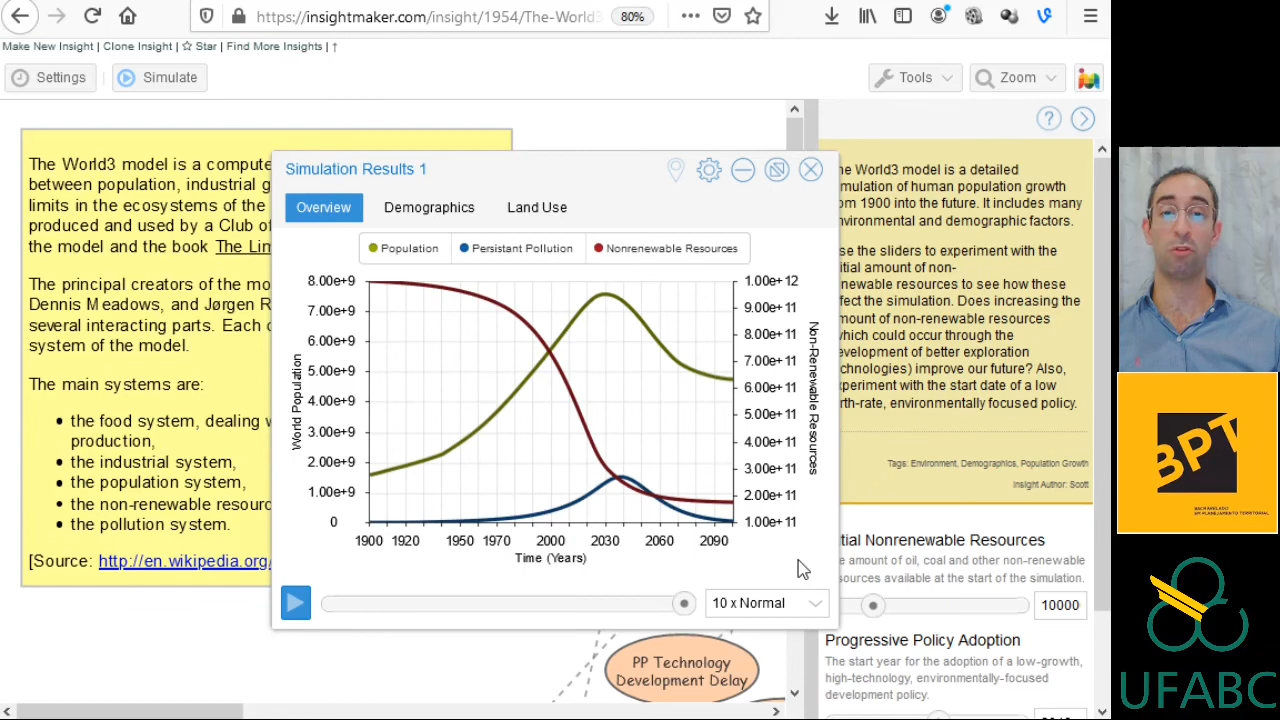 https://insightmaker.com/insight/1954/The-World3
80%
Make New Insight | Clone Insight | ☆ Star | Find More Insights | ↑
Settings
Simulate
Tools
Zoom
The World3 model is a compute
between population, industrial g
limits in the ecosystems of the
produced and used by a Club of
the model and the book The Lim
The principal creators of the mo
Dennis Meadows, and Jørgen R
several interacting parts. Each
system of the model.
The main systems are:
• the food system, dealing w
production,
• the industrial system,
• the population system,
• the non-renewable resourc
• the pollution system.
[Source: http://en.wikipedia.org/
Simulation Results 1
Overview
Demographics
Land Use
Population
Persistant Pollution
Nonrenewable Resources
8.00e+9
7.00e+9
6.00e+9
5.00e+9
4.00e+9
3.00e+9
2.00e+9
1.00e+9
0
World Population
1.00e+12
9.00e+11
8.00e+11
7.00e+11
6.00e+11
5.00e+11
4.00e+11
3.00e+11
2.00e+11
1.00e+11
Non-Renewable Resources
1900 1920 1950 1970 2000 2030 2060 2090
Time (Years)
10 x Normal
PP Technology
Development Delay
he World3 model is a detailed
mulation of human population growth
om 1900 into the future. It includes many
nvironmental and demographic factors.
se the sliders to experiment with the
itial amount of non-
newable resources to see how these
fect the simulation. Does increasing the
mount of non-renewable resources
which could occur through the
evelopment of better exploration
chnologies) improve our future? Also,
xperiment with the start date of a low
rth-rate, environmentally focused policy.
Tags: Environment, Demographics, Population Growth
Insight Author: Scott
itial Nonrenewable Resources
e amount of oil, coal and other non-renewable
sources available at the start of the simulation.
10000
Progressive Policy Adoption
The start year for the adoption of a low-growth,
high-technology, environmentally-focused
development policy.
BPT
BACHARELADO
EM PLANEJAMENTO TERRITORIAL
UFABC